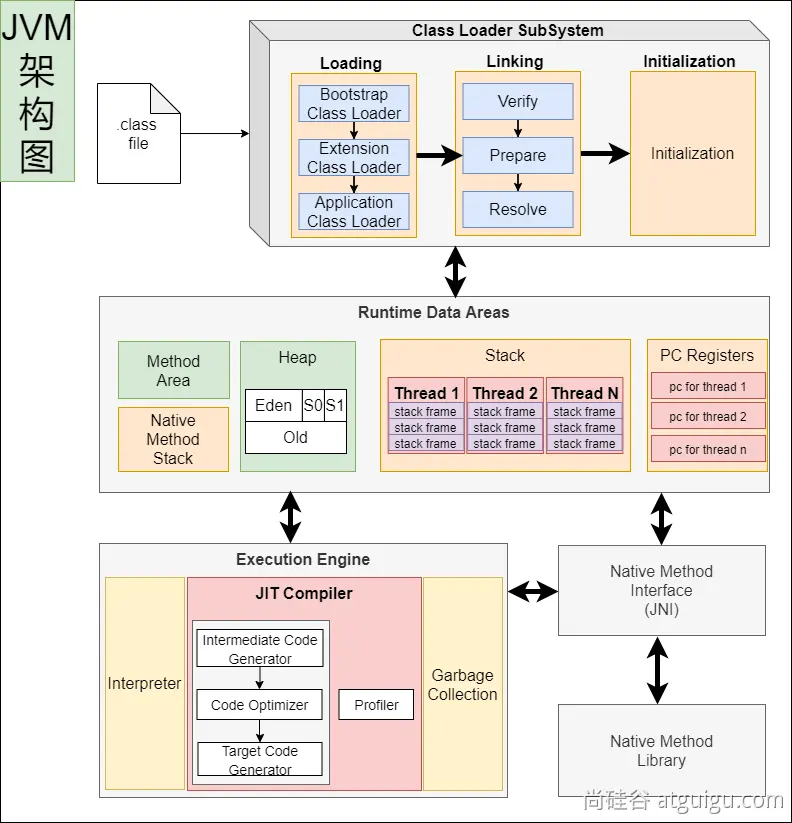 JVM
架
构
图
.class
file
Class Loader SubSystem
Loading
Bootstrap
Class Loader
Extension
Class Loader
Application
Class Loader
Linking
Verify
Prepare
Resolve
Initialization
Initialization
Runtime Data Areas
Method
Area
Native
Method
Stack
Heap
Eden
S0
S1
Old
Stack
Thread 1
stack frame
stack frame
stack frame
Thread 2
stack frame
stack frame
stack frame
Thread N
stack frame
stack frame
stack frame
PC Registers
pc for thread 1
pc for thread 2
pc for thread n
Execution Engine
Interpreter
JIT Compiler
Intermediate Code
Generator
Code Optimizer
Target Code
Generator
Profiler
Garbage
Collection
Native Method
Interface
(JNI)
Native Method
Library
尚硅谷 atguigu.com